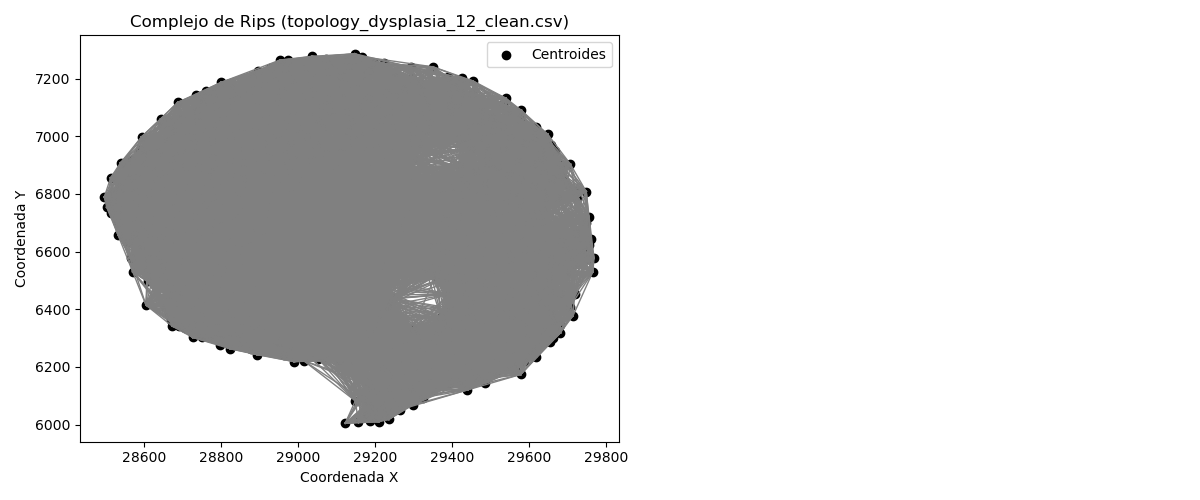 Complejo de Rips (topology_dysplasia_12_clean.csv)
Centroides
7200
7000
6800
6600
6400
6200
6000
Coordenada Y
28600 28800 29000 29200 29400 29600 29800
Coordenada X